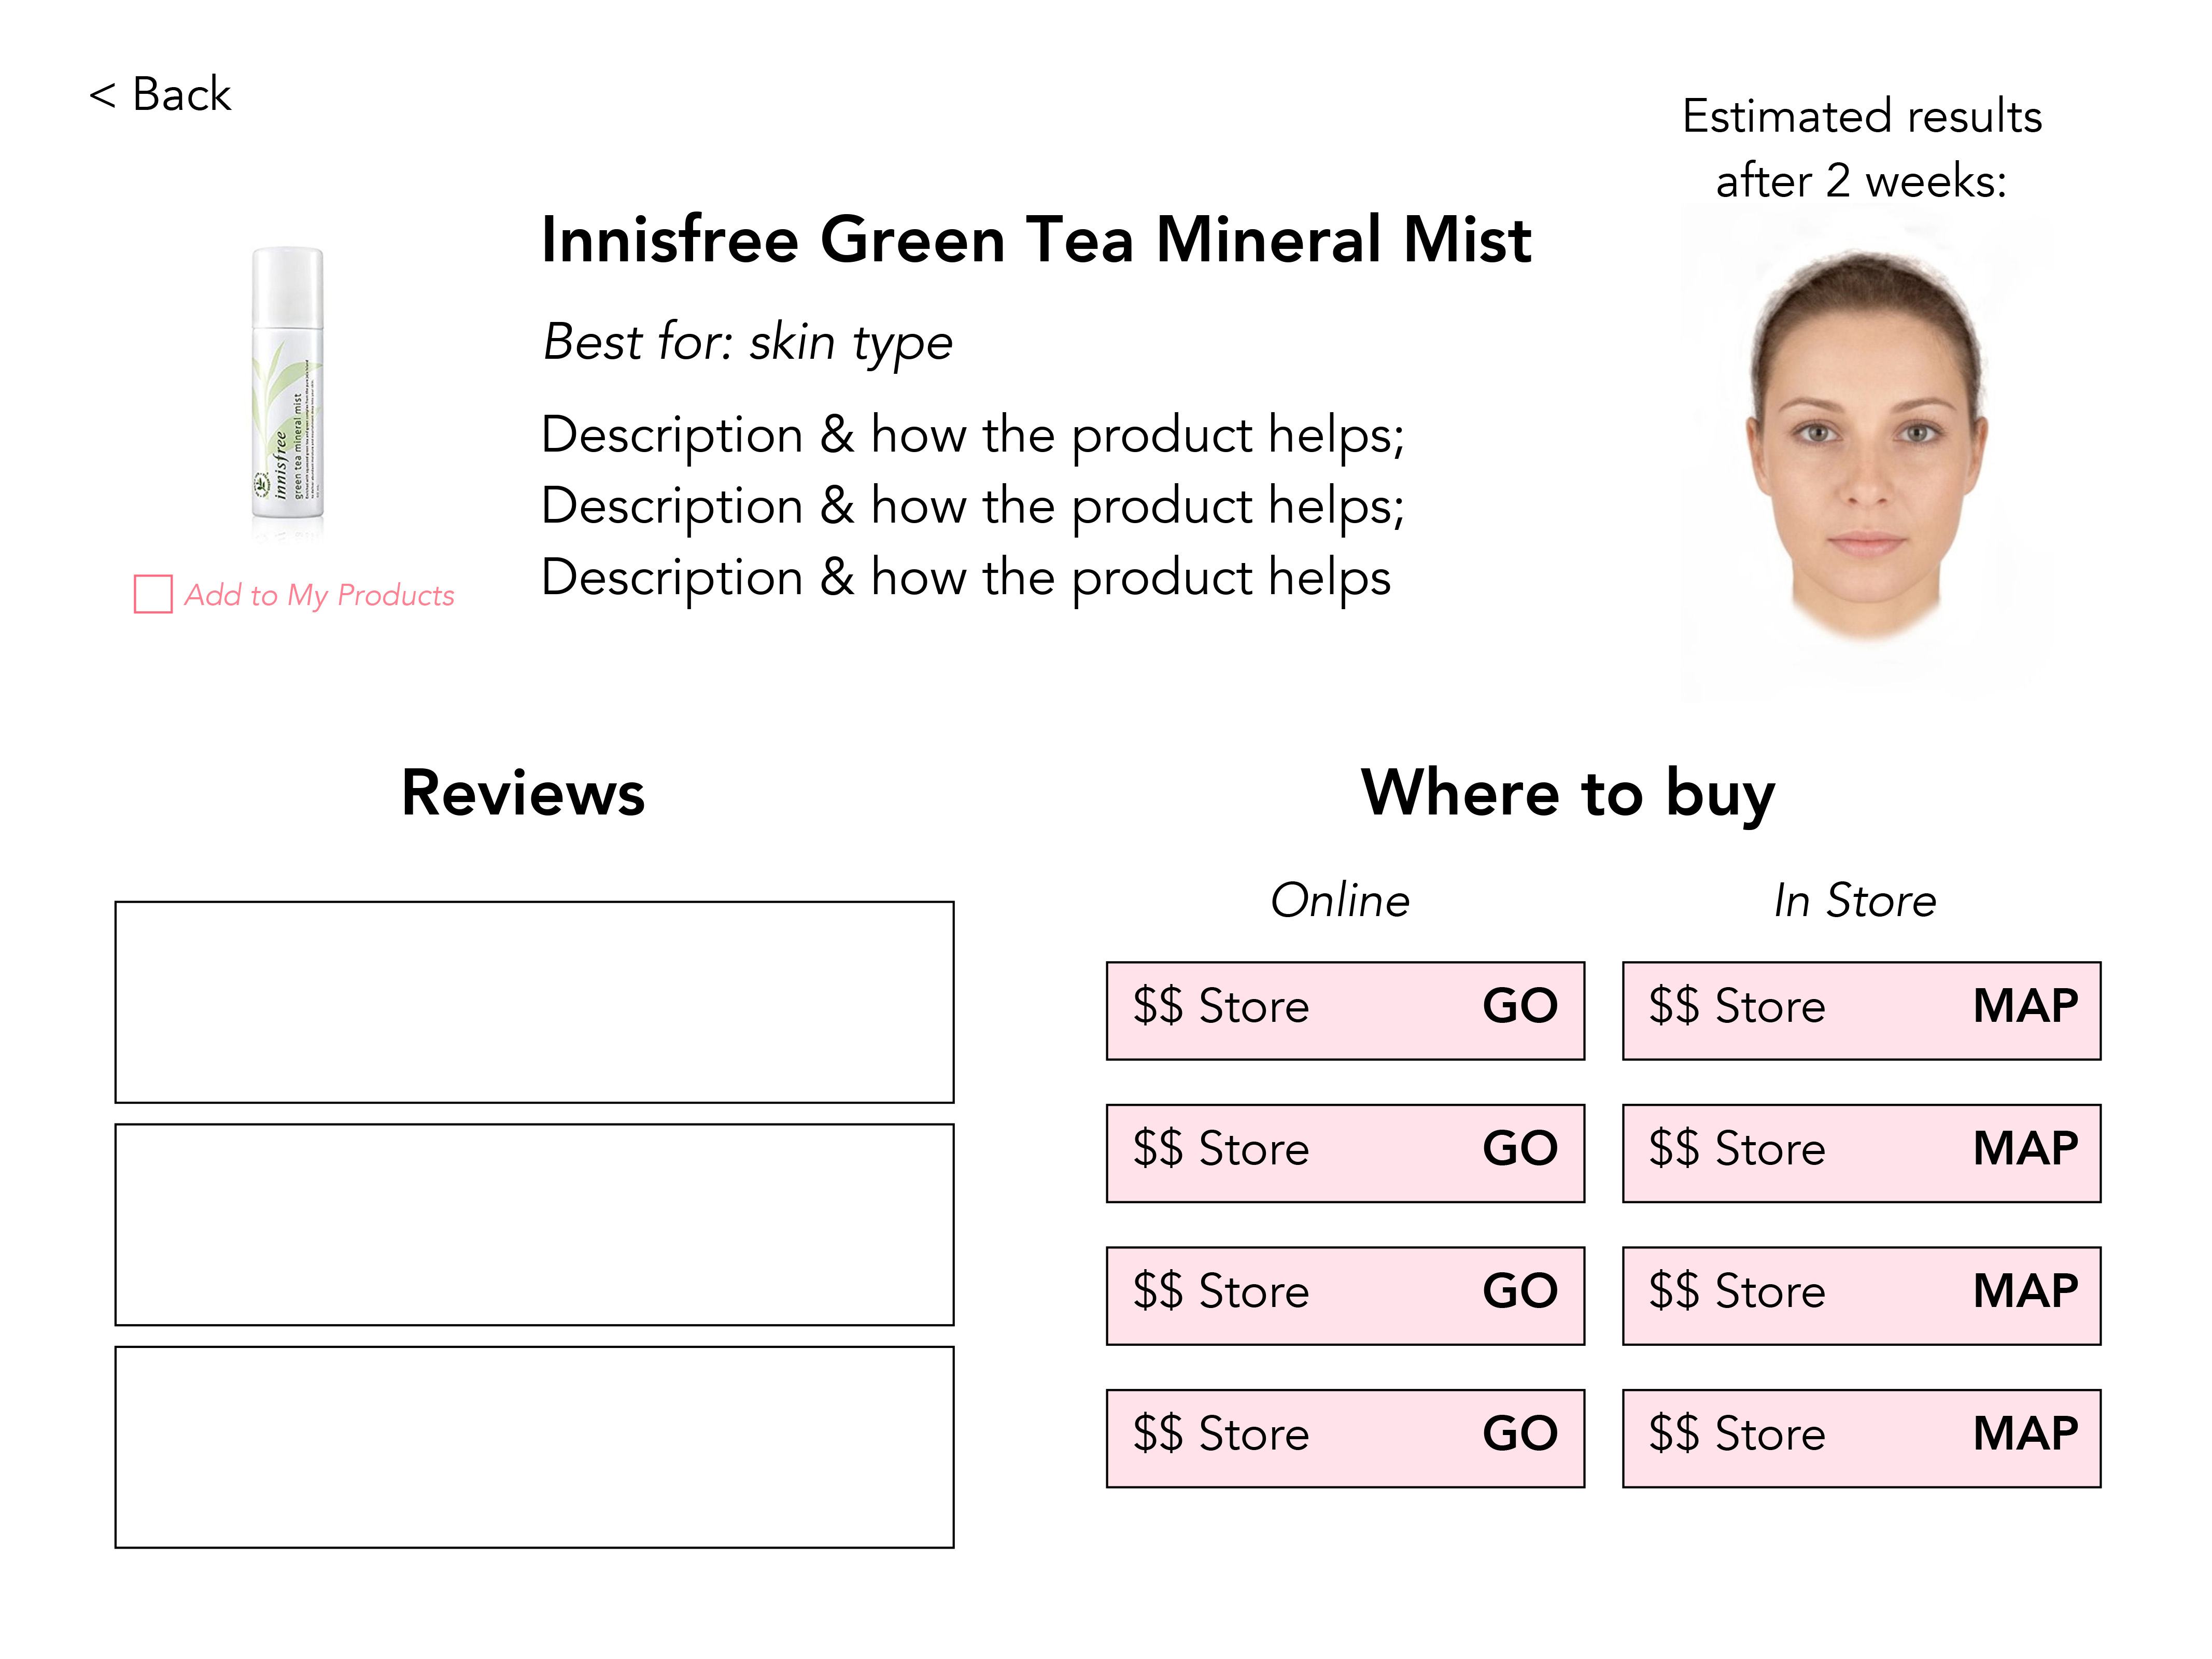 < Back
Estimated results
after 2 weeks:
Innisfree Green Tea Mineral Mist
Best for: skin type
Description & how the product helps;
Description & how the product helps;
Description & how the product helps
innisfree
green tea mineral mist
Add to My Products
Reviews
Where to buy
Online
In Store
$$ Store GO
$$ Store MAP
$$ Store GO
$$ Store MAP
$$ Store GO
$$ Store MAP
$$ Store GO
$$ Store MAP